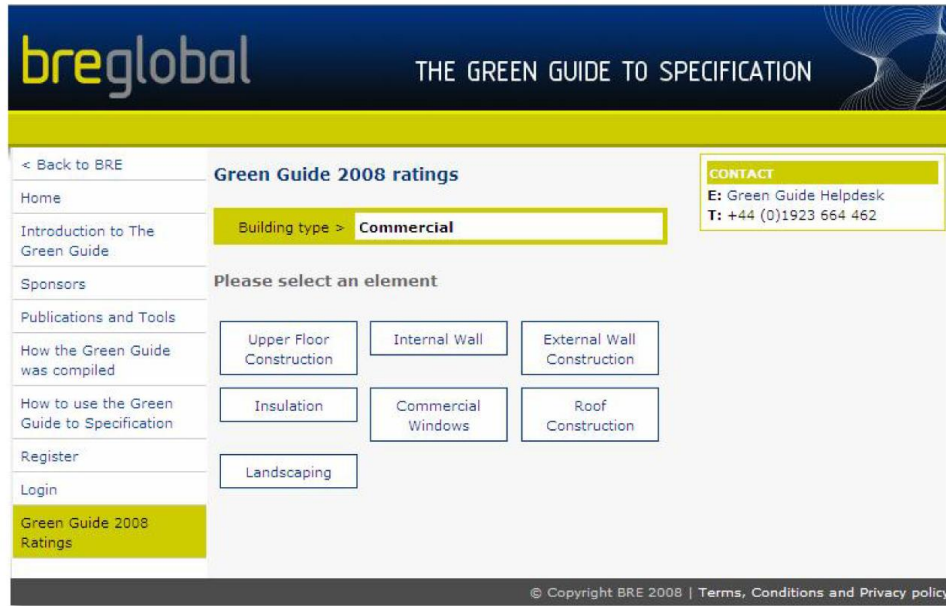 breglobal
THE GREEN GUIDE TO SPECIFICATION
< Back to BRE
Home
Introduction to The
Green Guide
Sponsors
Publications and Tools
How the Green Guide
was compiled
How to use the Green
Guide to Specification
Register
Login
Green Guide 2008
Ratings
Green Guide 2008 ratings
Building type > Commercial
Please select an element
Upper Floor
Construction
Internal Wall
External Wall
Construction
Insulation
Commercial
Windows
Roof
Construction
Landscaping
CONTACT
E: Green Guide Helpdesk
T: +44 (0)1923 664 462
© Copyright BRE 2008 | Terms, Conditions and Privacy policy